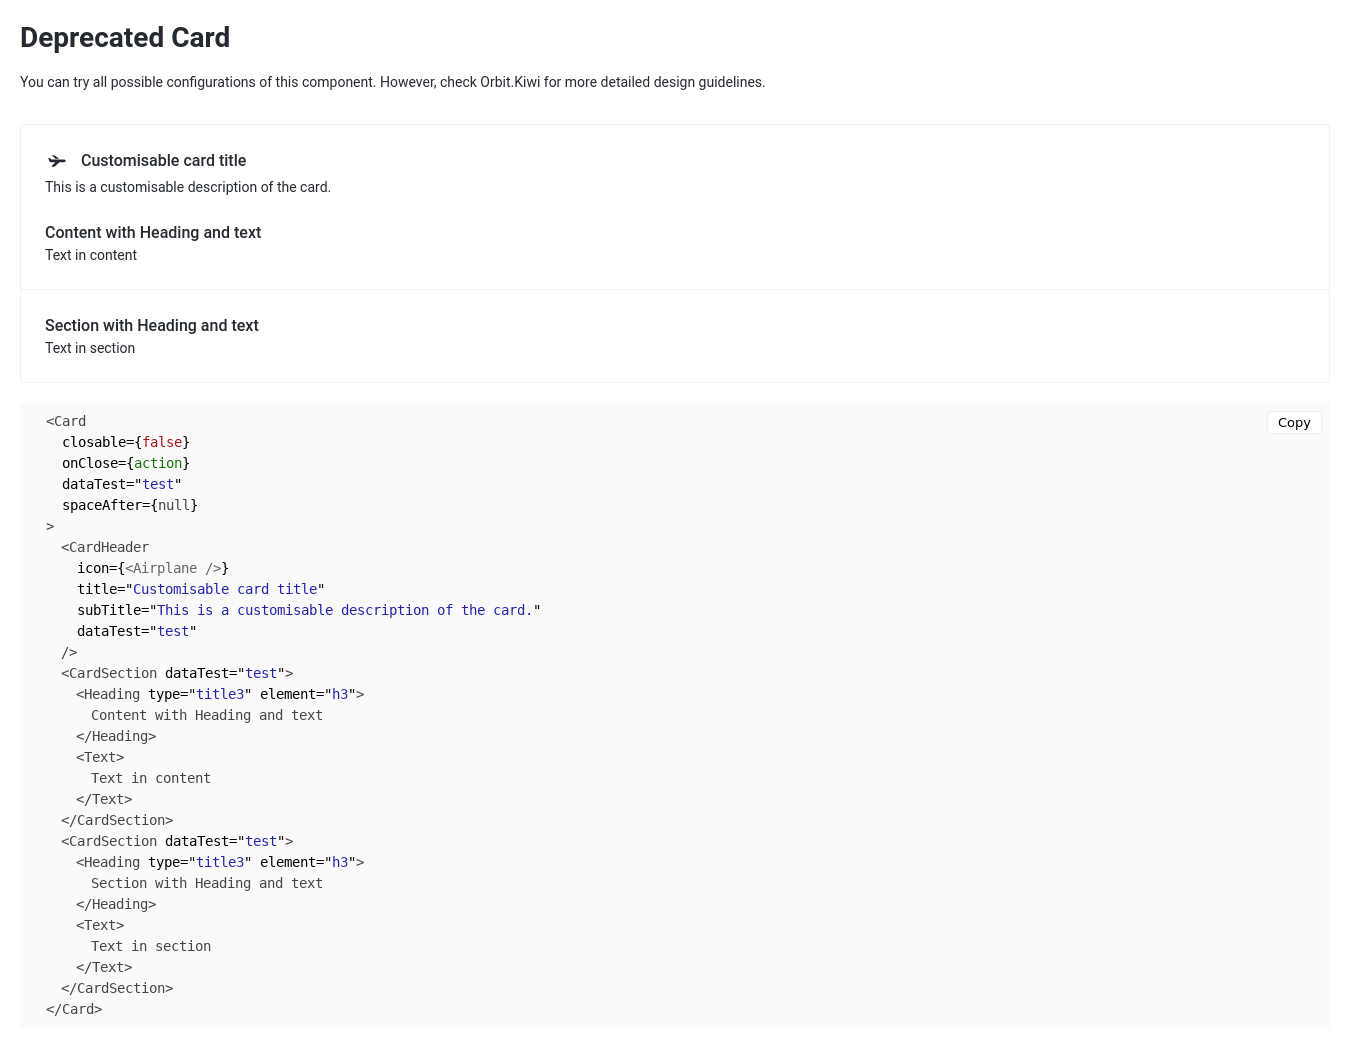 Deprecated Card
You can try all possible configurations of this component. However, check Orbit.Kiwi for more detailed design guidelines.
Customisable card title
This is a customisable description of the card.
Content with Heading and text
Text in content
Section with Heading and text
Text in section
Copy
<Card
  closable={false}
  onClose={action}
  dataTest="test"
  spaceAfter={null}
>
  <CardHeader
    icon={<Airplane />}
    title="Customisable card title"
    subTitle="This is a customisable description of the card."
    dataTest="test"
  />
  <CardSection dataTest="test">
    <Heading type="title3" element="h3">
      Content with Heading and text
    </Heading>
    <Text>
      Text in content
    </Text>
  </CardSection>
  <CardSection dataTest="test">
    <Heading type="title3" element="h3">
      Section with Heading and text
    </Heading>
    <Text>
      Text in section
    </Text>
  </CardSection>
</Card>